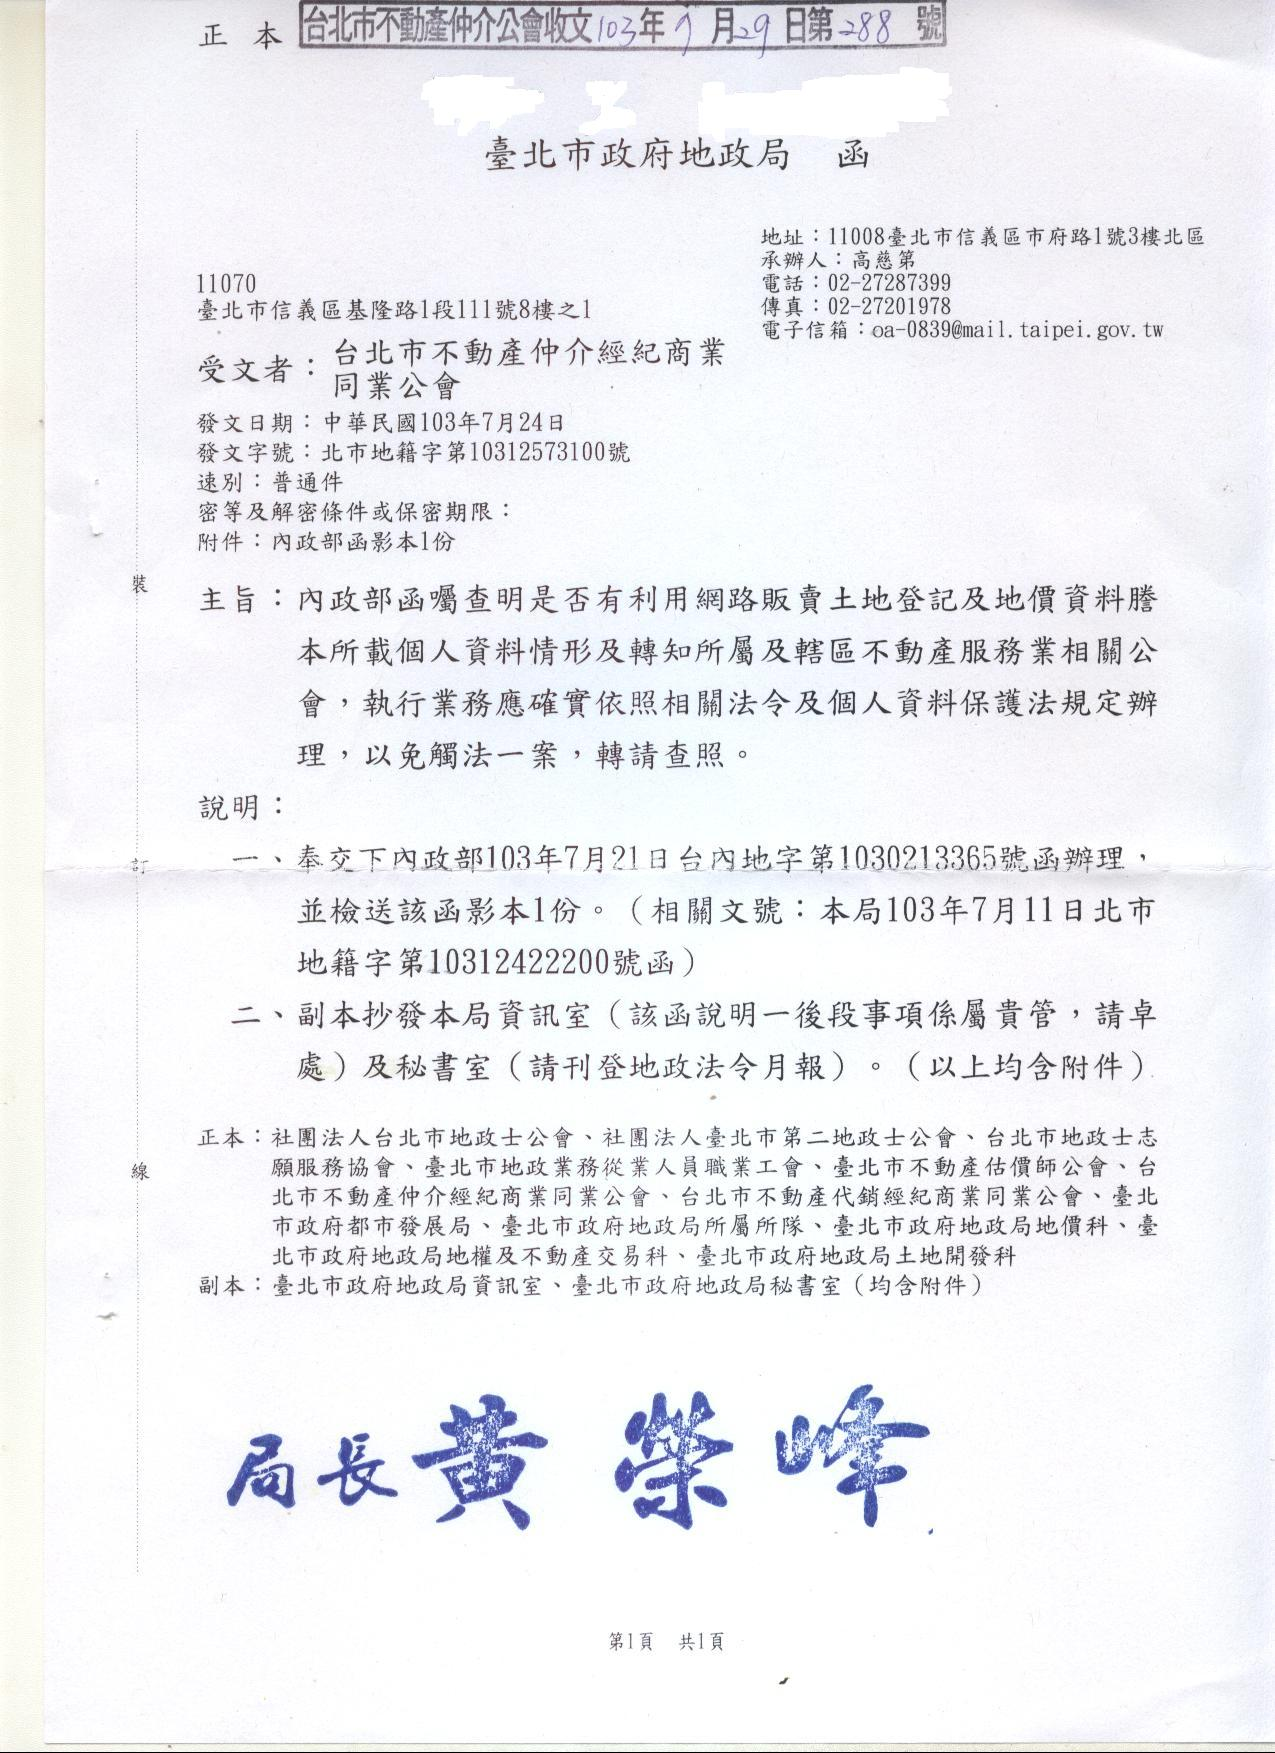 正 本
台北市不動產仲介公會收文103年7月29日第288號
臺北市政府地政局 函
地址：11008臺北市信義區市府路1號3樓北區
承辦人：高慈第
電話：02-27287399
傳真：02-27201978
電子信箱：oa-0839@mail.taipei.gov.tw
11070
臺北市信義區基隆路1段111號8樓之1
受文者：台北市不動產仲介經紀商業
同業公會
發文日期：中華民國103年7月24日
發文字號：北市地籍字第10312573100號
速別：普通件
密等及解密條件或保密期限：
附件：內政部函影本1份
主旨：內政部函囑查明是否有利用網路販賣土地登記及地價資料謄
本所載個人資料情形及轉知所屬及轄區不動產服務業相關公
會，執行業務應確實依照相關法令及個人資料保護法規定辦
理，以免觸法一案，轉請查照。
說明：
一、奉交下內政部103年7月21日台內地字第1030213365號函辦理，
並檢送該函影本1份。（相關文號：本局103年7月11日北市
地籍字第10312422200號函）
二、副本抄發本局資訊室（該函說明一後段事項係屬貴管，請卓
處）及秘書室（請刊登地政法令月報）。（以上均含附件）
正本：社團法人台北市地政士公會、社團法人臺北市第二地政士公會、台北市地政士志
願服務協會、臺北市地政業務從業人員職業工會、臺北市不動產估價師公會、台
北市不動產仲介經紀商業同業公會、台北市不動產代銷經紀商業同業公會、臺北
市政府都市發展局、臺北市政府地政局所屬所隊、臺北市政府地政局地價科、臺
北市政府地政局地權及不動產交易科、臺北市政府地政局土地開發科
副本：臺北市政府地政局資訊室、臺北市政府地政局秘書室（均含附件）
局長 黃榮峰
第1頁 共1頁
裝
訂
線